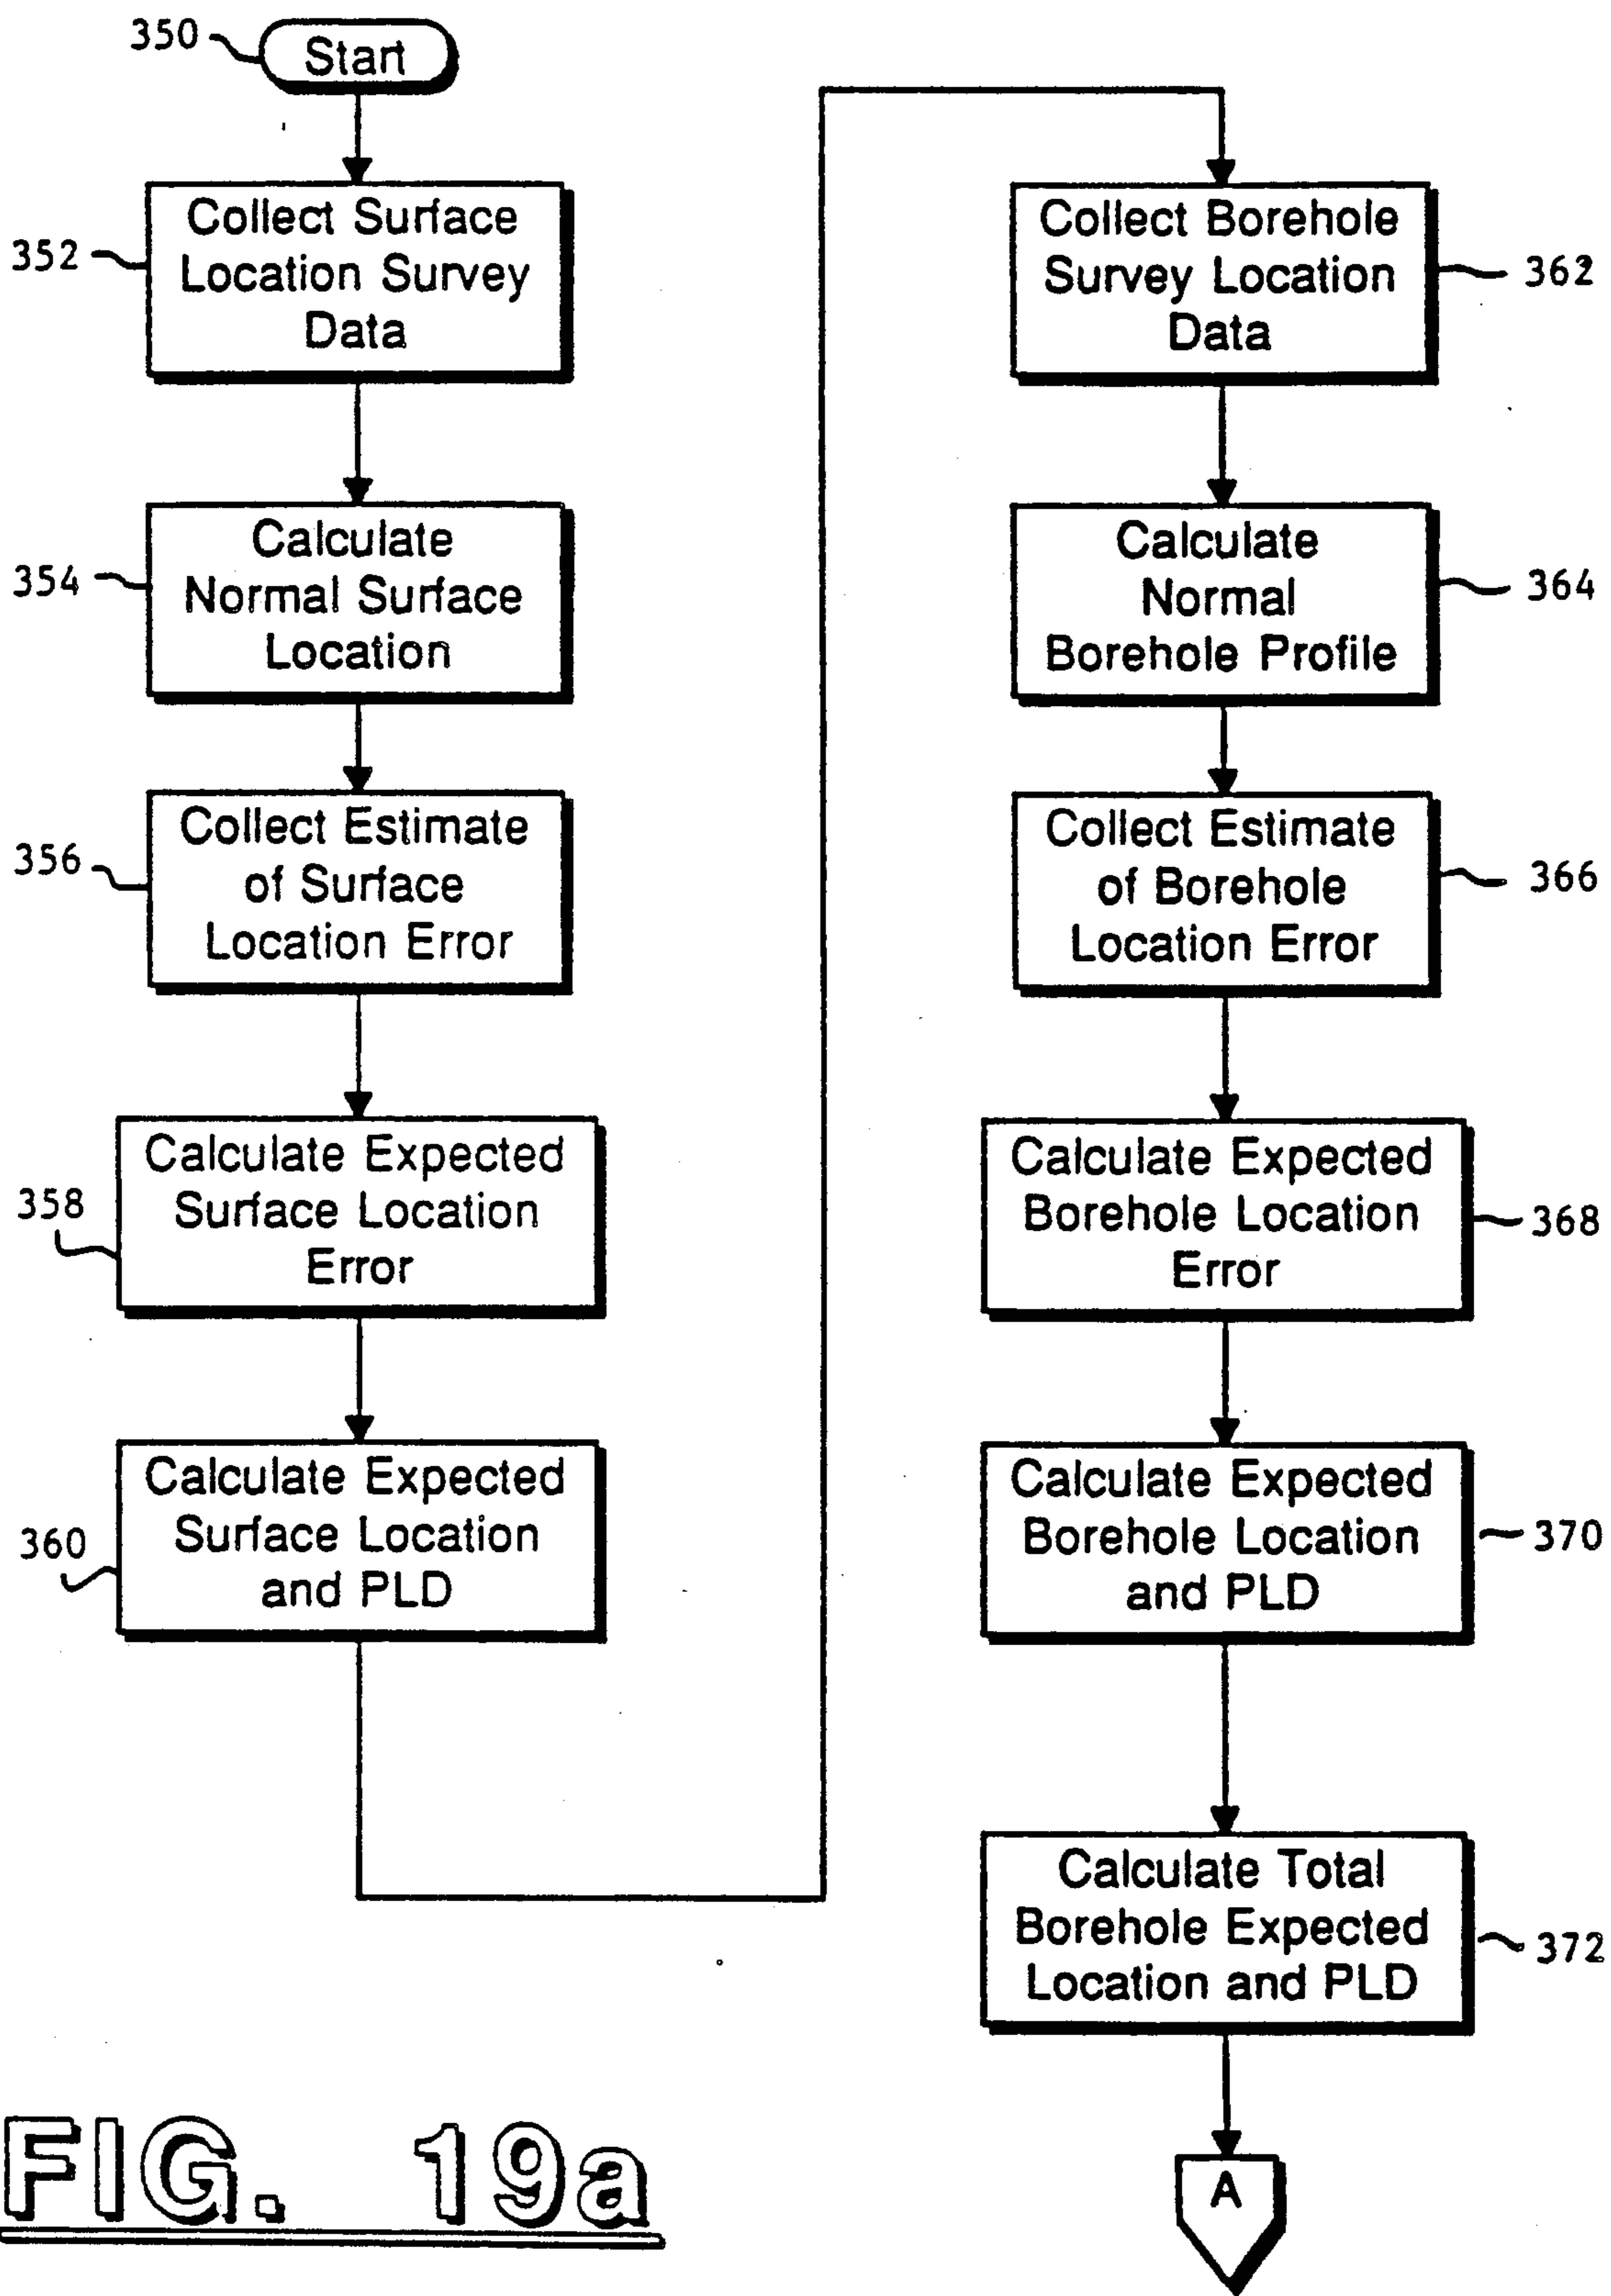 350
Start
352
Collect Surface
Location Survey
Data
354
Calculate
Normal Surface
Location
356
Collect Estimate
of Surface
Location Error
358
Calculate Expected
Surface Location
Error
360
Calculate Expected
Surface Location
and PLD
Collect Borehole
Survey Location
Data
362
Calculate
Normal
Borehole Profile
364
Collect Estimate
of Borehole
Location Error
366
Calculate Expected
Borehole Location
Error
368
Calculate Expected
Borehole Location
and PLD
370
Calculate Total
Borehole Expected
Location and PLD
372
A
FIG. 19a